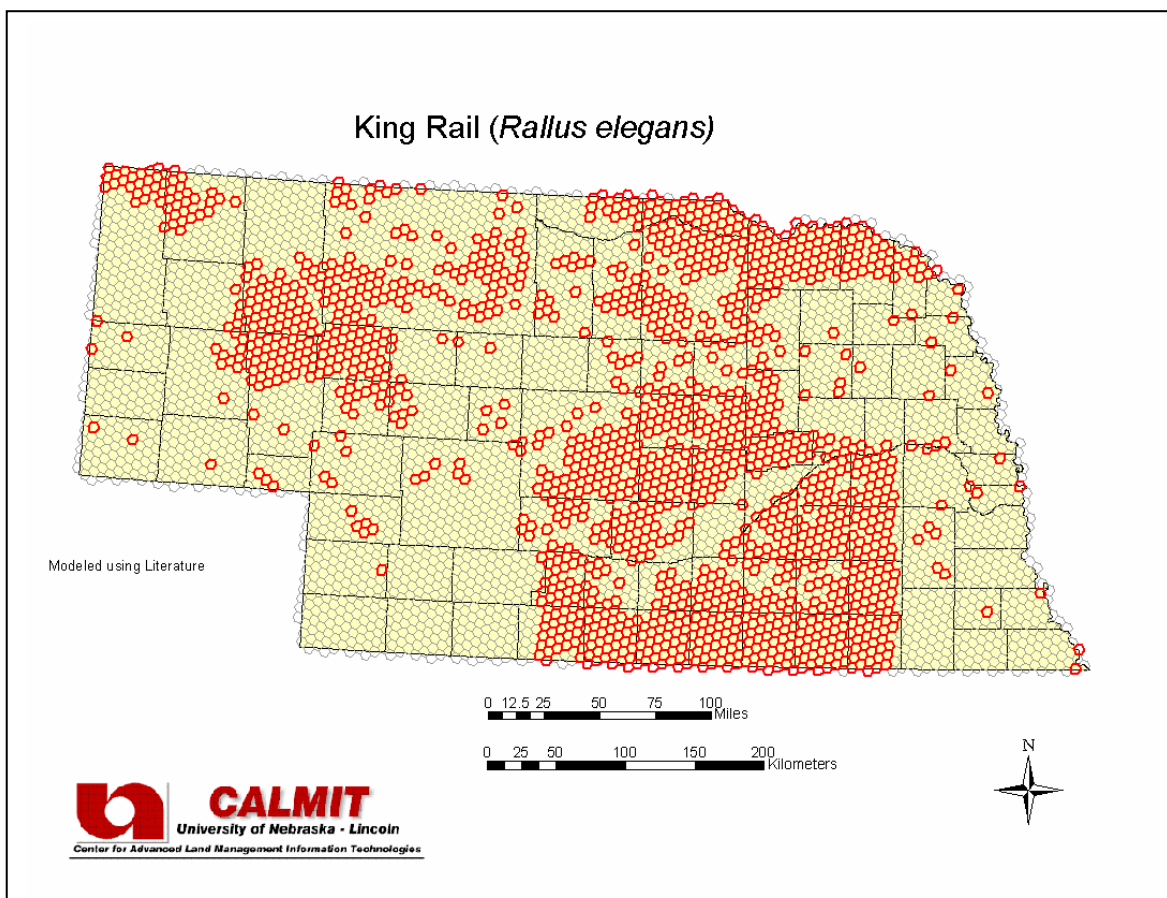 King Rail (Rallus elegans)
Modeled using Literature
0 12.5 25 50 75 100
Miles
0 25 50 100 150 200
Kilometers
N
CALMIT
University of Nebraska - Lincoln
Center for Advanced Land Management Information Technologies